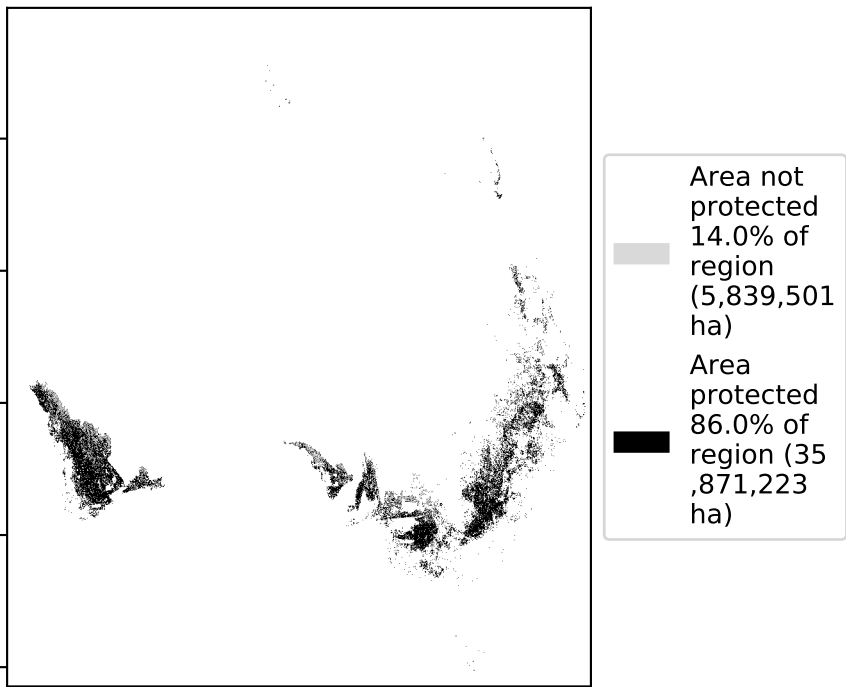 Area not
protected
14.0% of
region
(5,839,501
ha)
Area
protected
86.0% of
region (35
,871,223
ha)